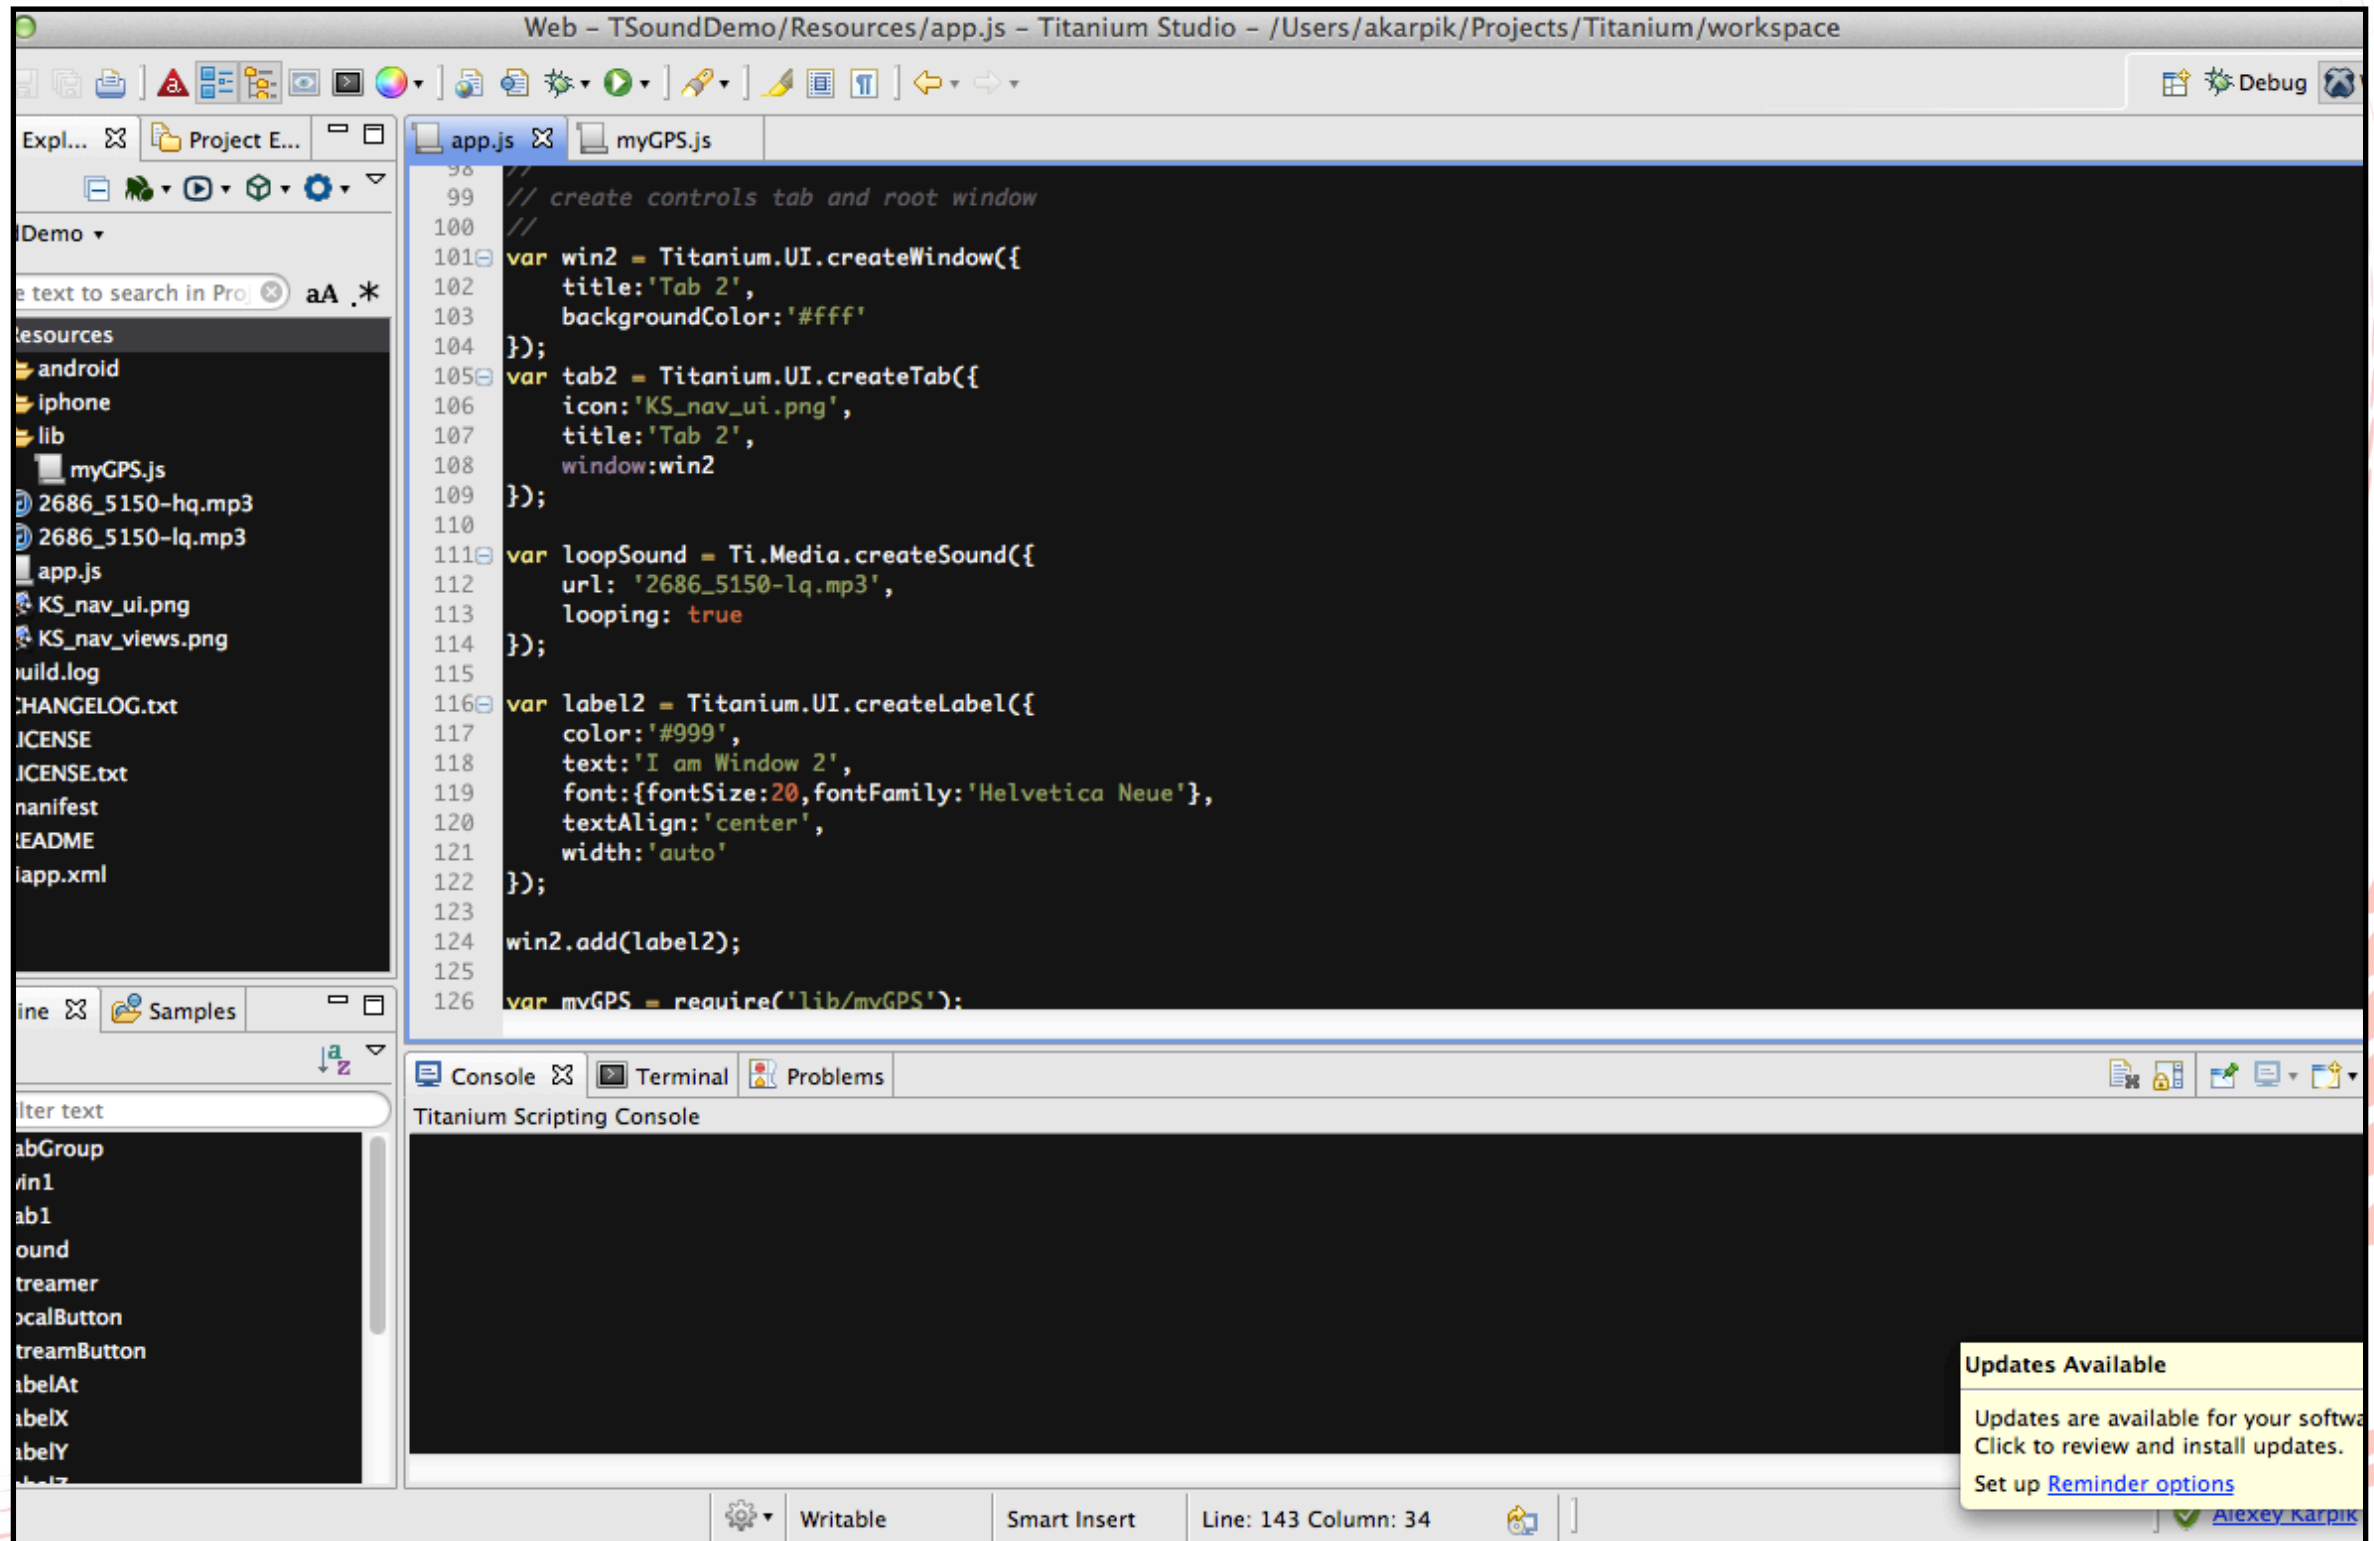 Web – TSoundDemo/Resources/app.js – Titanium Studio – /Users/akarpik/Projects/Titanium/workspace
Debug
Expl...
Project E...
app.js
myGPS.js
Demo
text to search in Proj
aA .*
esources
android
iphone
lib
myGPS.js
2686_5150-hq.mp3
2686_5150-lq.mp3
app.js
KS_nav_ui.png
KS_nav_views.png
uild.log
CHANGELOG.txt
ICENSE
ICENSE.txt
manifest
README
iapp.xml
98 //
99 // create controls tab and root window
100 //
101 var win2 = Titanium.UI.createWindow({
102 title:'Tab 2',
103 backgroundColor:'#fff'
104 });
105 var tab2 = Titanium.UI.createTab({
106 icon:'KS_nav_ui.png',
107 title:'Tab 2',
108 window:win2
109 });
110
111 var loopSound = Ti.Media.createSound({
112 url: '2686_5150-lq.mp3',
113 looping: true
114 });
115
116 var label2 = Titanium.UI.createLabel({
117 color:'#999',
118 text:'I am Window 2',
119 font:{fontSize:20,fontFamily:'Helvetica Neue'},
120 textAlign:'center',
121 width:'auto'
122 });
123
124 win2.add(label2);
125
126 var myGPS = require('lib/myGPS');
ine
Samples
ilter text
abGroup
vin1
ab1
ound
treamer
ocalButton
treamButton
abelAt
abelX
abelY
abelZ
Console
Terminal
Problems
Titanium Scripting Console
Updates Available
Updates are available for your softwa
Click to review and install updates.
Set up Reminder options
Writable
Smart Insert
Line: 143 Column: 34
Alexey Karpik